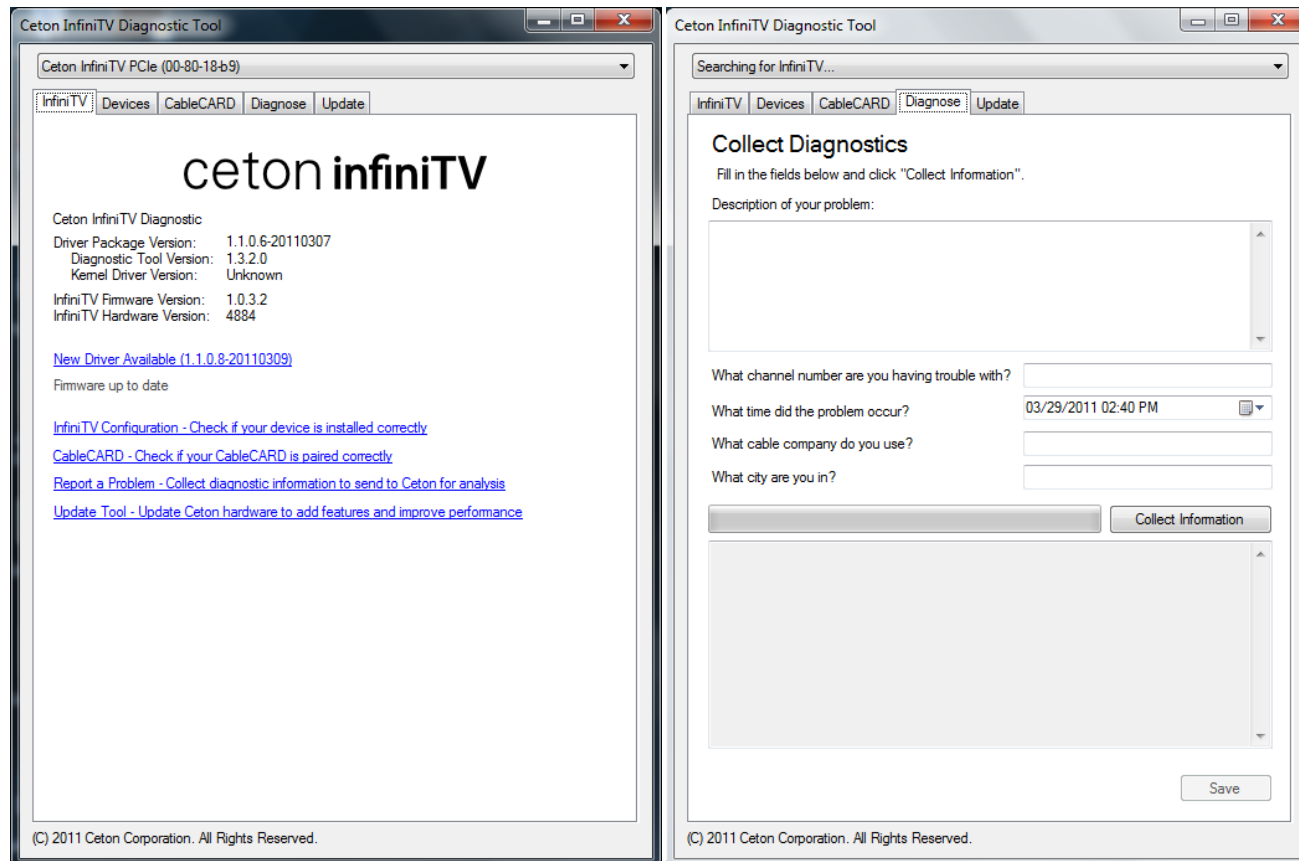 Ceton InfiniTV Diagnostic Tool
Ceton InfiniTV PCIe (00-80-18-b9)
InfiniTV Devices CableCARD Diagnose Update
ceton infiniTV
Ceton InfiniTV Diagnostic
Driver Package Version: 1.1.0.6-20110307
Diagnostic Tool Version: 1.3.2.0
Kernel Driver Version: Unknown
InfiniTV Firmware Version: 1.0.3.2
InfiniTV Hardware Version: 4884
New Driver Available (1.1.0.8-20110309)
Firmware up to date
InfiniTV Configuration - Check if your device is installed correctly
CableCARD - Check if your CableCARD is paired correctly
Report a Problem - Collect diagnostic information to send to Ceton for analysis
Update Tool - Update Ceton hardware to add features and improve performance
(C) 2011 Ceton Corporation. All Rights Reserved.
Ceton InfiniTV Diagnostic Tool
Searching for InfiniTV...
InfiniTV Devices CableCARD Diagnose Update
Collect Diagnostics
Fill in the fields below and click "Collect Information".
Description of your problem:
What channel number are you having trouble with?
What time did the problem occur? 03/29/2011 02:40 PM
What cable company do you use?
What city are you in?
Collect Information
Save
(C) 2011 Ceton Corporation. All Rights Reserved.